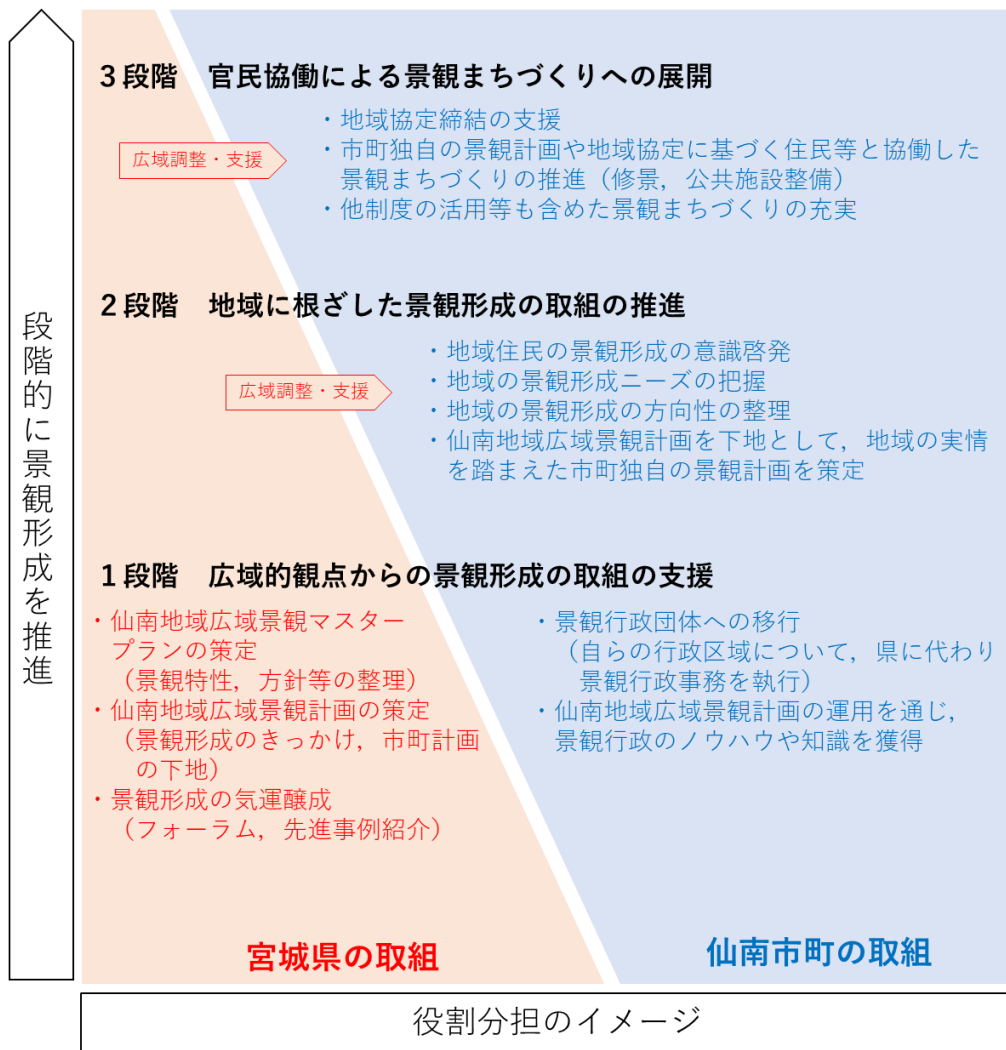 段階的に景観形成を推進
３段階　官民協働による景観まちづくりへの展開
広域調整・支援
・地域協定締結の支援
・市町独自の景観計画や地域協定に基づく住民等と協働した
景観まちづくりの推進（修景，公共施設整備）
・他制度の活用等も含めた景観まちづくりの充実
２段階　地域に根ざした景観形成の取組の推進
広域調整・支援
・地域住民の景観形成の意識啓発
・地域の景観形成ニーズの把握
・地域の景観形成の方向性の整理
・仙南地域広域景観計画を下地として，地域の実情
を踏まえた市町独自の景観計画を策定
１段階　広域的観点からの景観形成の取組の支援
・仙南地域広域景観マスター
プランの策定
（景観特性，方針等の整理）
・仙南地域広域景観計画の策定
（景観形成のきっかけ，市町計画
の下地）
・景観形成の気運醸成
（フォーラム，先進事例紹介）
・景観行政団体への移行
（自らの行政区域について，県に代わり
景観行政事務を執行）
・仙南地域広域景観計画の運用を通じ，
景観行政のノウハウや知識を獲得
宮城県の取組
仙南市町の取組
役割分担のイメージ